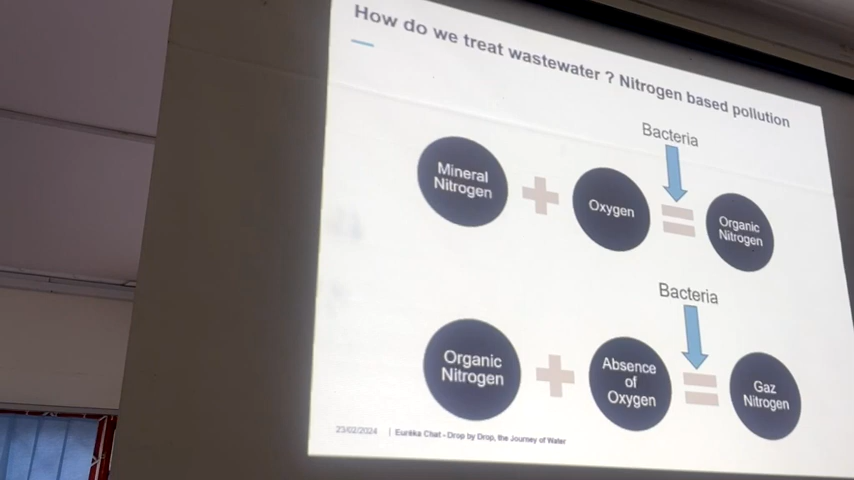 How do we treat wastewater ? Nitrogen based pollution
Bacteria
Mineral
Nitrogen
Oxygen
Organic
Nitrogen
Bacteria
Organic
Nitrogen
Absence
of
Oxygen
Gaz
Nitrogen
23/02/2024 | Eurêka Chat - Drop by Drop, the Journey of Water